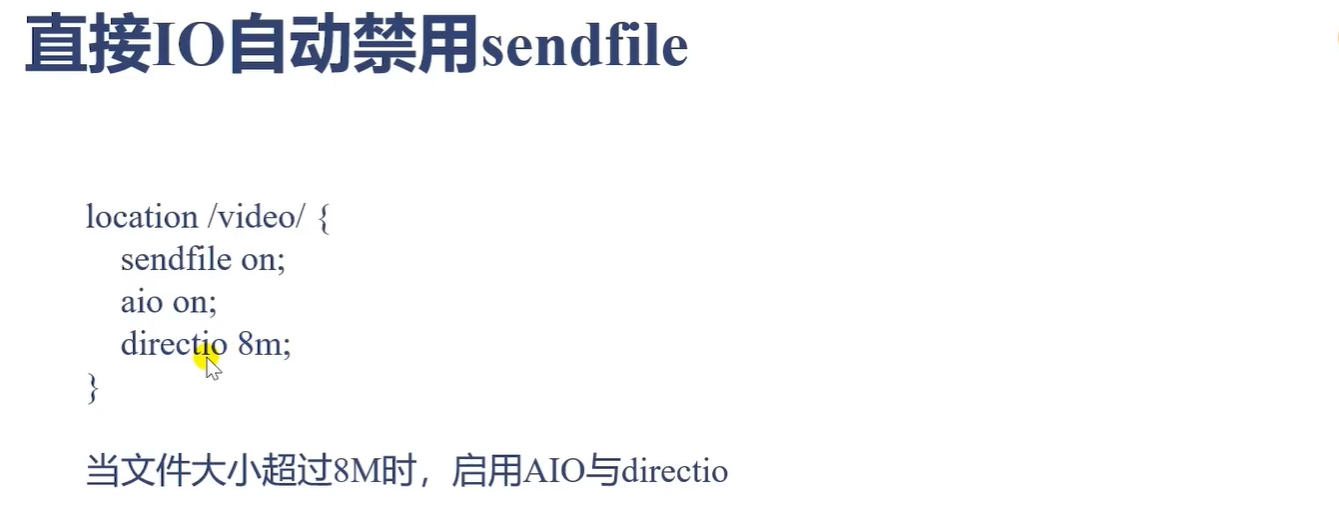 直接IO自动禁用sendfile
location /video/ {
sendfile on;
aio on;
directio 8m;
}
当文件大小超过8M时，启用AIO与directio